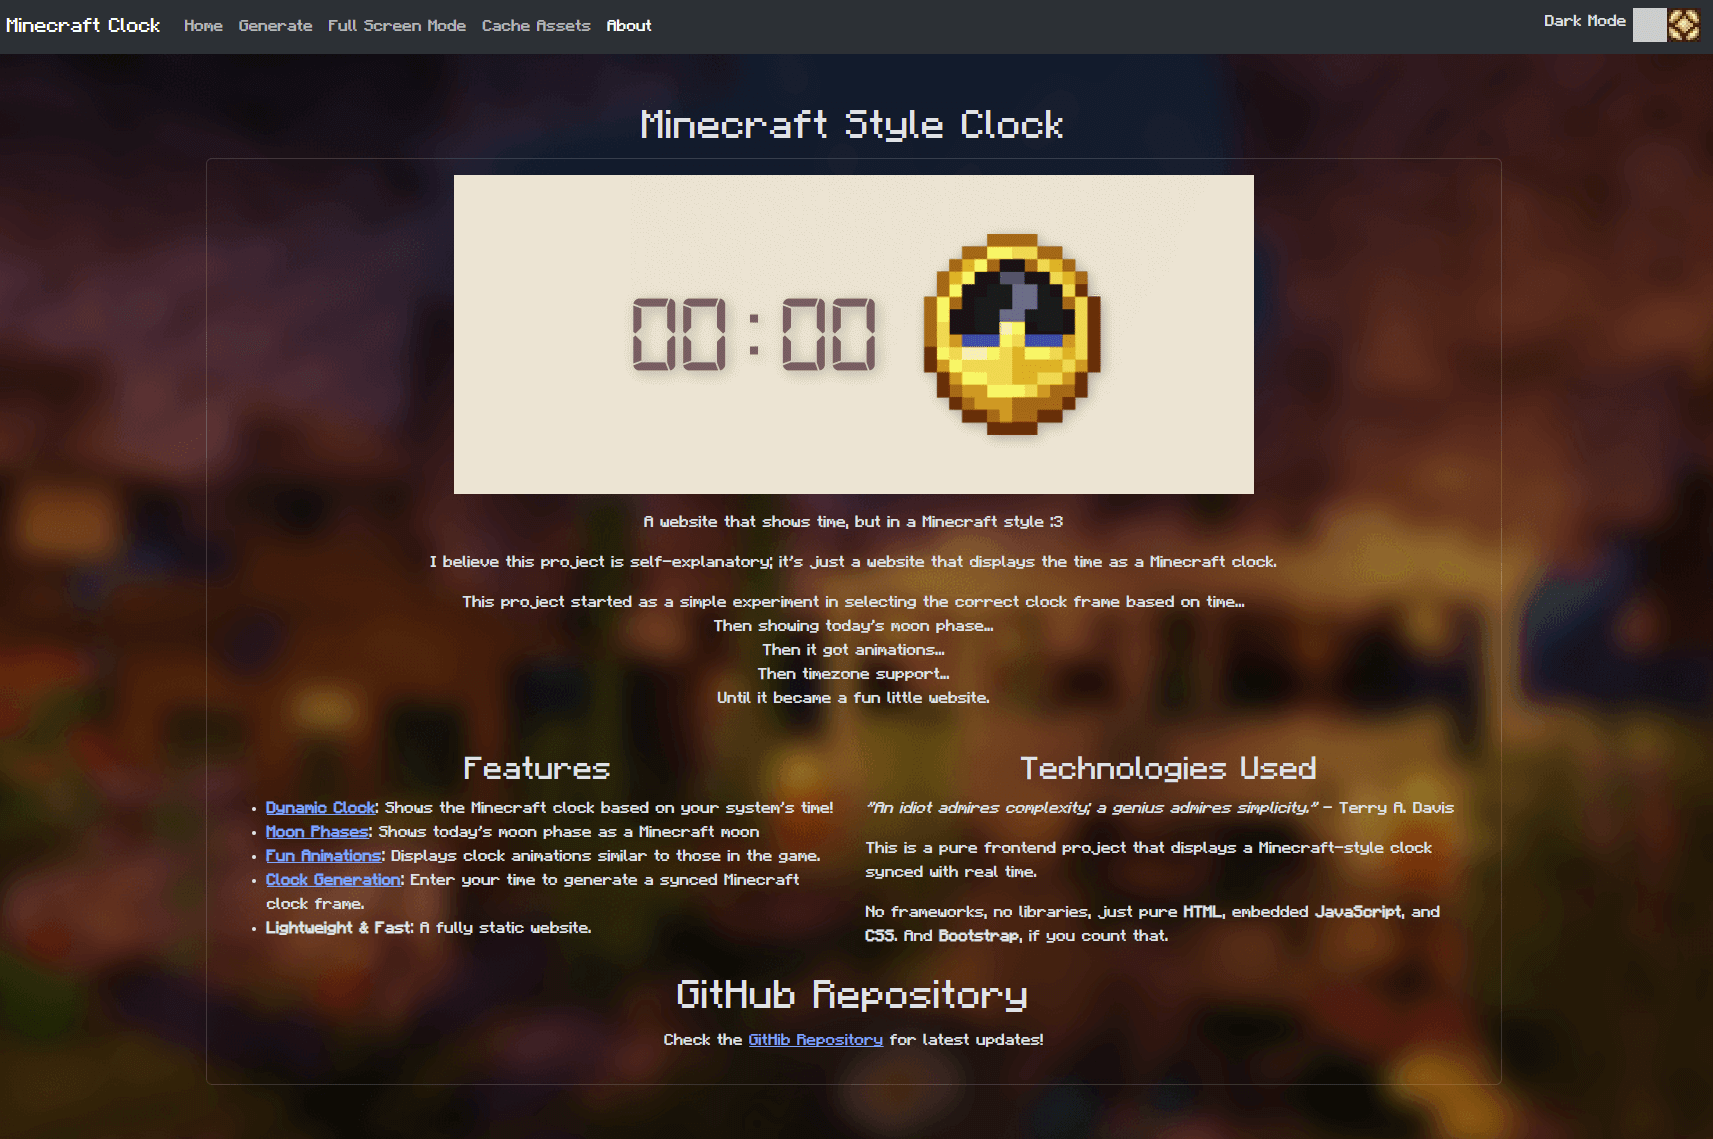 Minecraft Clock Home Generate Full Screen Mode Cache Assets About Dark Mode
Minecraft Style Clock
00:00
A website that shows time, but in a Minecraft style :3
I believe this project is self-explanatory; it's just a website that displays the time as a Minecraft clock.
This project started as a simple experiment in selecting the correct clock frame based on time...
Then showing today's moon phase...
Then it got animations...
Then timezone support...
Until it became a fun little website.
Features
• Dynamic Clock: Shows the Minecraft clock based on your system's time!
• Moon Phases: Shows today's moon phase as a Minecraft moon
• Fun Animations: Displays clock animations similar to those in the game.
• Clock Generation: Enter your time to generate a synced Minecraft
clock frame.
• Lightweight & Fast: A fully static website.
Technologies Used
"An idiot admires complexity; a genius admires simplicity." - Terry A. Davis
This is a pure frontend project that displays a Minecraft-style clock
synced with real time.
No frameworks, no libraries, just pure HTML, embedded JavaScript, and
CSS. And Bootstrap, if you count that.
GitHub Repository
Check the GitHib Repository for latest updates!